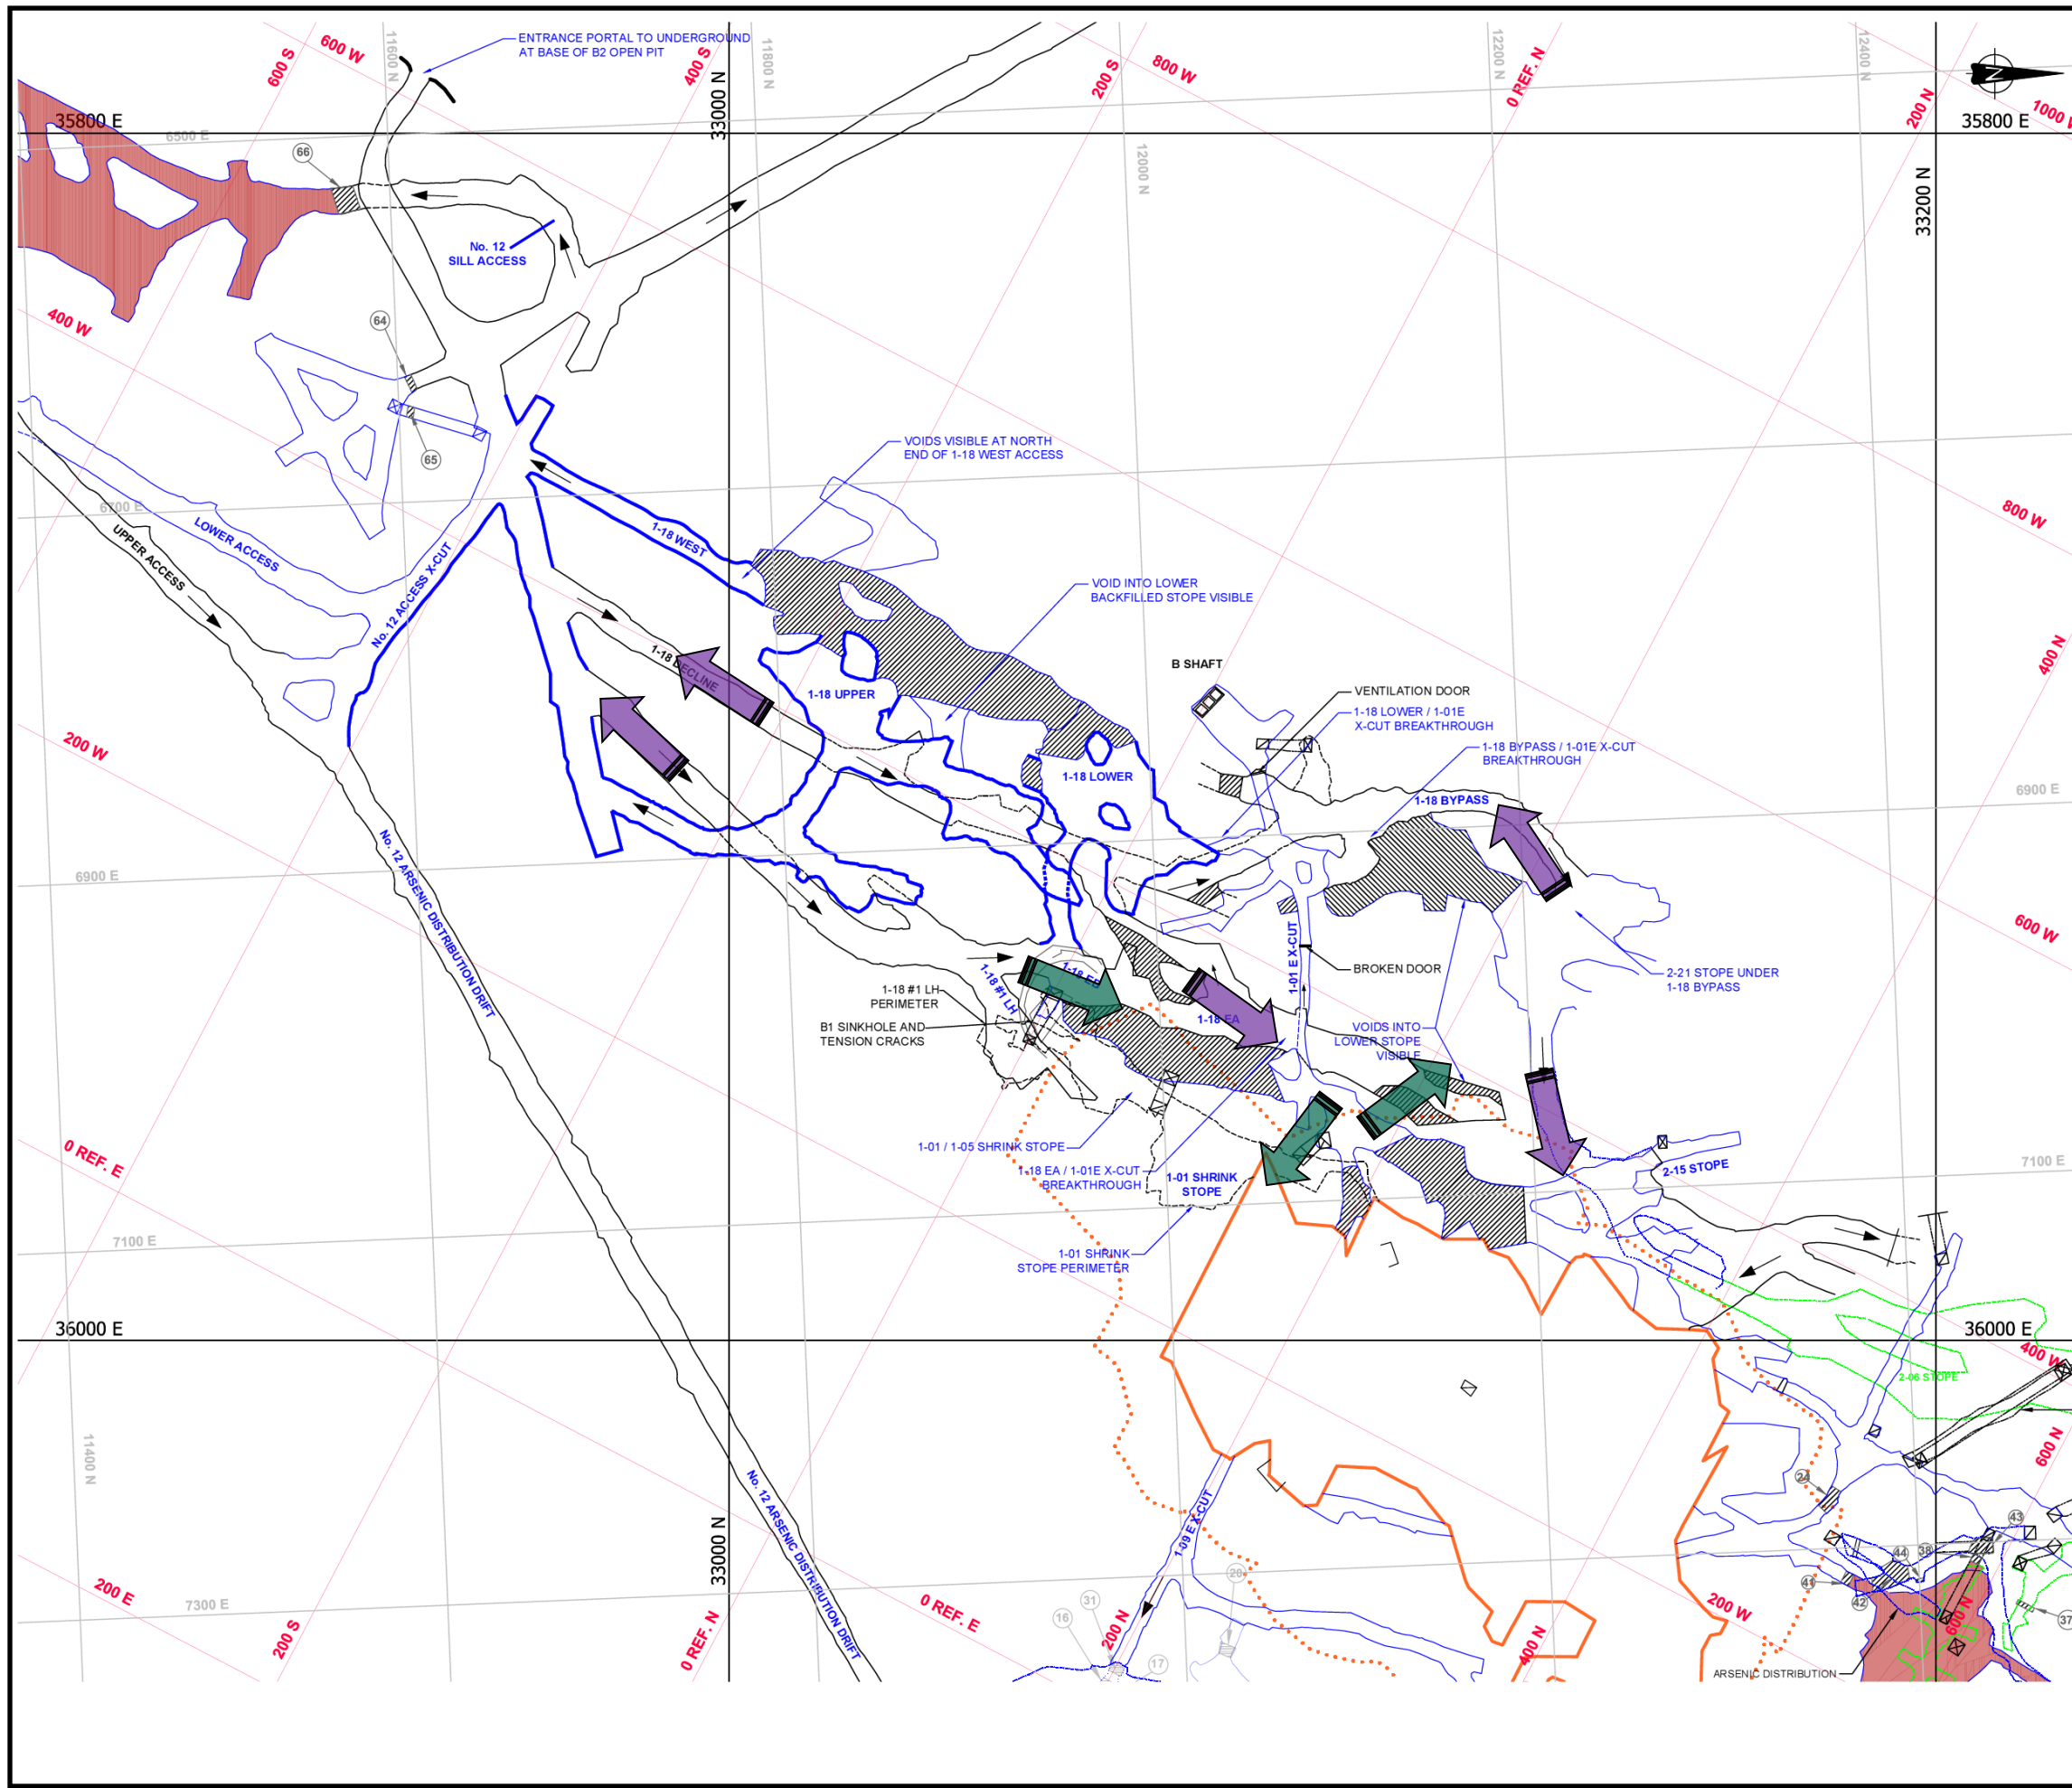 ENTRANCE PORTAL TO UNDERGROUND
AT BASE OF B2 OPEN PIT
600 S
600 W
11600 N
400 S
33000 N
11800 N
200 S
800 W
12000 N
12200 N
0 REF. N
12400 N
200 N
N
1000 W
35800 E
6500 E
35800 E
33200 N
66
No. 12
SILL ACCESS
400 W
64
65
VOIDS VISIBLE AT NORTH
END OF 1-18 WEST ACCESS
6700 E
LOWER ACCESS
UPPER ACCESS
No. 12 ACCESS X-CUT
1-18 WEST
800 W
VOID INTO LOWER
BACKFILLED STOPE VISIBLE
1-18 DECLINE
1-18 UPPER
B SHAFT
VENTILATION DOOR
1-18 LOWER / 1-01E
X-CUT BREAKTHROUGH
1-18 BYPASS / 1-01E X-CUT
BREAKTHROUGH
400 N
200 W
1-18 LOWER
1-18 BYPASS
6900 E
6900 E
No. 12 ARSENIC DISTRIBUTION DRIFT
600 W
1-01 E X-CUT
BROKEN DOOR
2-21 STOPE UNDER
1-18 BYPASS
1-18 EB
1-18 #1 LH
1-18 #1 LH
PERIMETER
B1 SINKHOLE AND
TENSION CRACKS
1-18 EA
VOIDS INTO
LOWER STOPE
VISIBLE
0 REF. E
1-01 / 1-05 SHRINK STOPE
1-18 EA / 1-01E X-CUT
BREAKTHROUGH
1-01 SHRINK
STOPE
2-15 STOPE
7100 E
7100 E
1-01 SHRINK
STOPE PERIMETER
36000 E
36000 E
400 W
2-06 STOPE
11400 N
600 N
No. 12 ARSENIC DISTRIBUTION DRIFT
33000 N
1-09 E X-CUT
24
43
44
38
41
42
37
200 E
7300 E
200 S
0 REF. N
0 REF. E
16
31
200 N
20
17
400 N
200 W
600 N
ARSENIC DISTRIBUTION